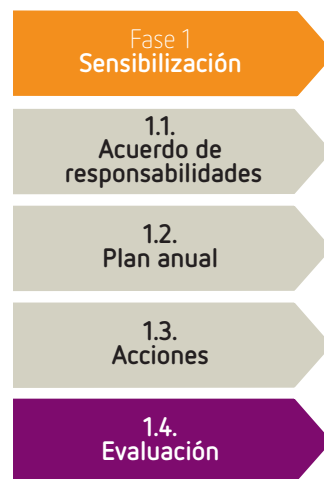 Fase 1
Sensibilización
1.1.
Acuerdo de
responsabilidades
1.2.
Plan anual
1.3.
Acciones
1.4.
Evaluación